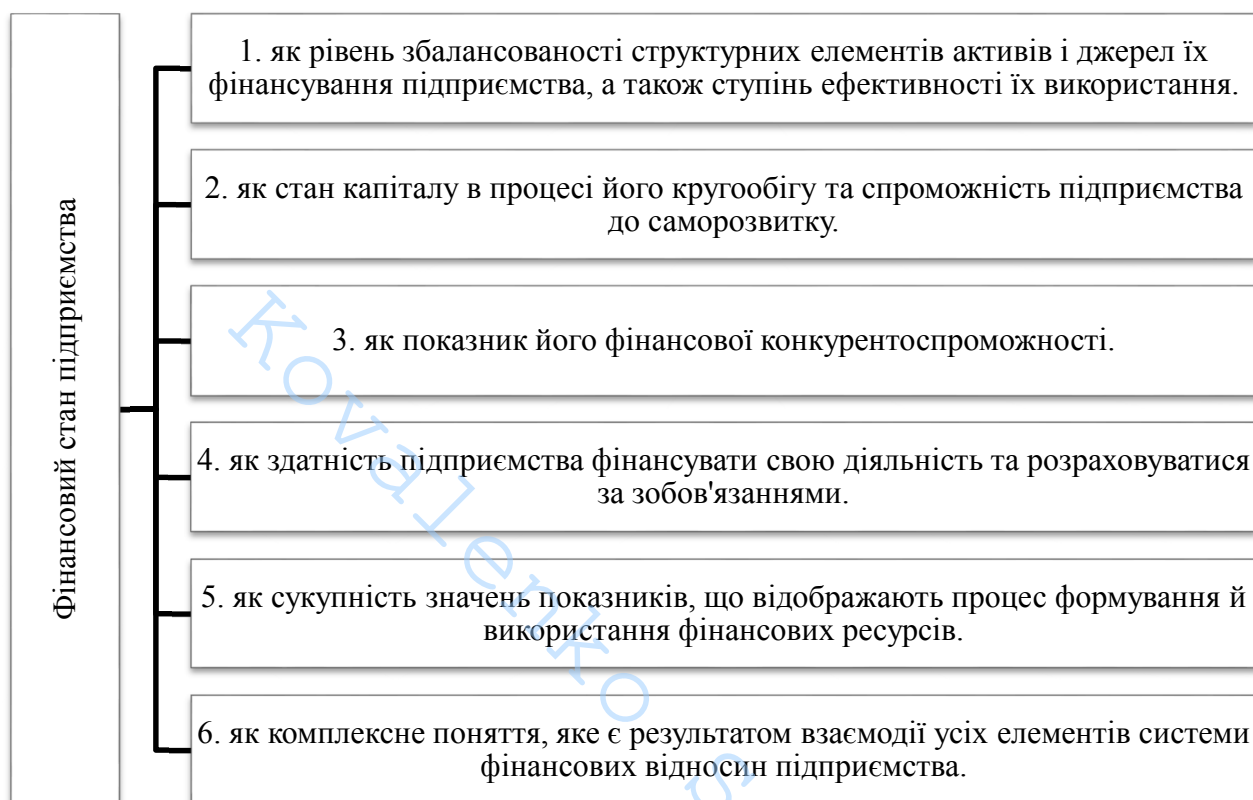 Фінансовий стан підприємства
1. як рівень збалансованості структурних елементів активів і джерел їх
фінансування підприємства, а також ступінь ефективності їх використання.
2. як стан капіталу в процесі його кругообігу та спроможність підприємства
до саморозвитку.
3. як показник його фінансової конкурентоспроможності.
4. як здатність підприємства фінансувати свою діяльність та розраховуватися
за зобов'язаннями.
5. як сукупність значень показників, що відображають процес формування й
використання фінансових ресурсів.
6. як комплексне поняття, яке є результатом взаємодії усіх елементів системи
фінансових відносин підприємства.
Kovalenko s